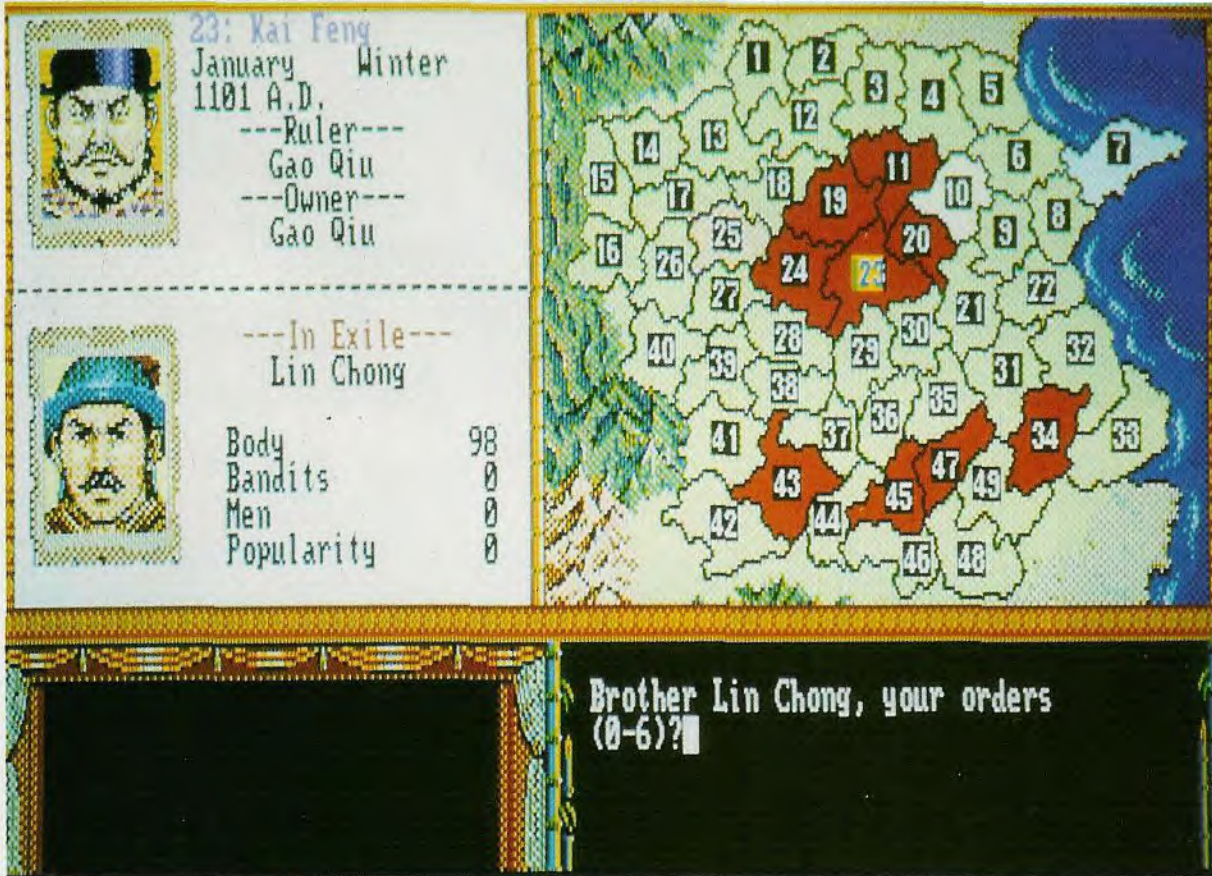 23: Kai Feng
January Winter
1101 A.D.
---Ruler---
Gao Qiu
---Owner---
Gao Qiu
---In Exile---
Lin Chong
Body 98
Bandits 0
Men 0
Popularity 0
1 2 3 4 5
12 6 7
14 13 11
15 17 18 19 10 8
16 26 25 20 9
27 24 23 21 22
40 39 28 29 30 31 32
38 36 35
41 37 47 34 33
43 45 49
42 44 46 48
Brother Lin Chong, your orders
(0-6)?